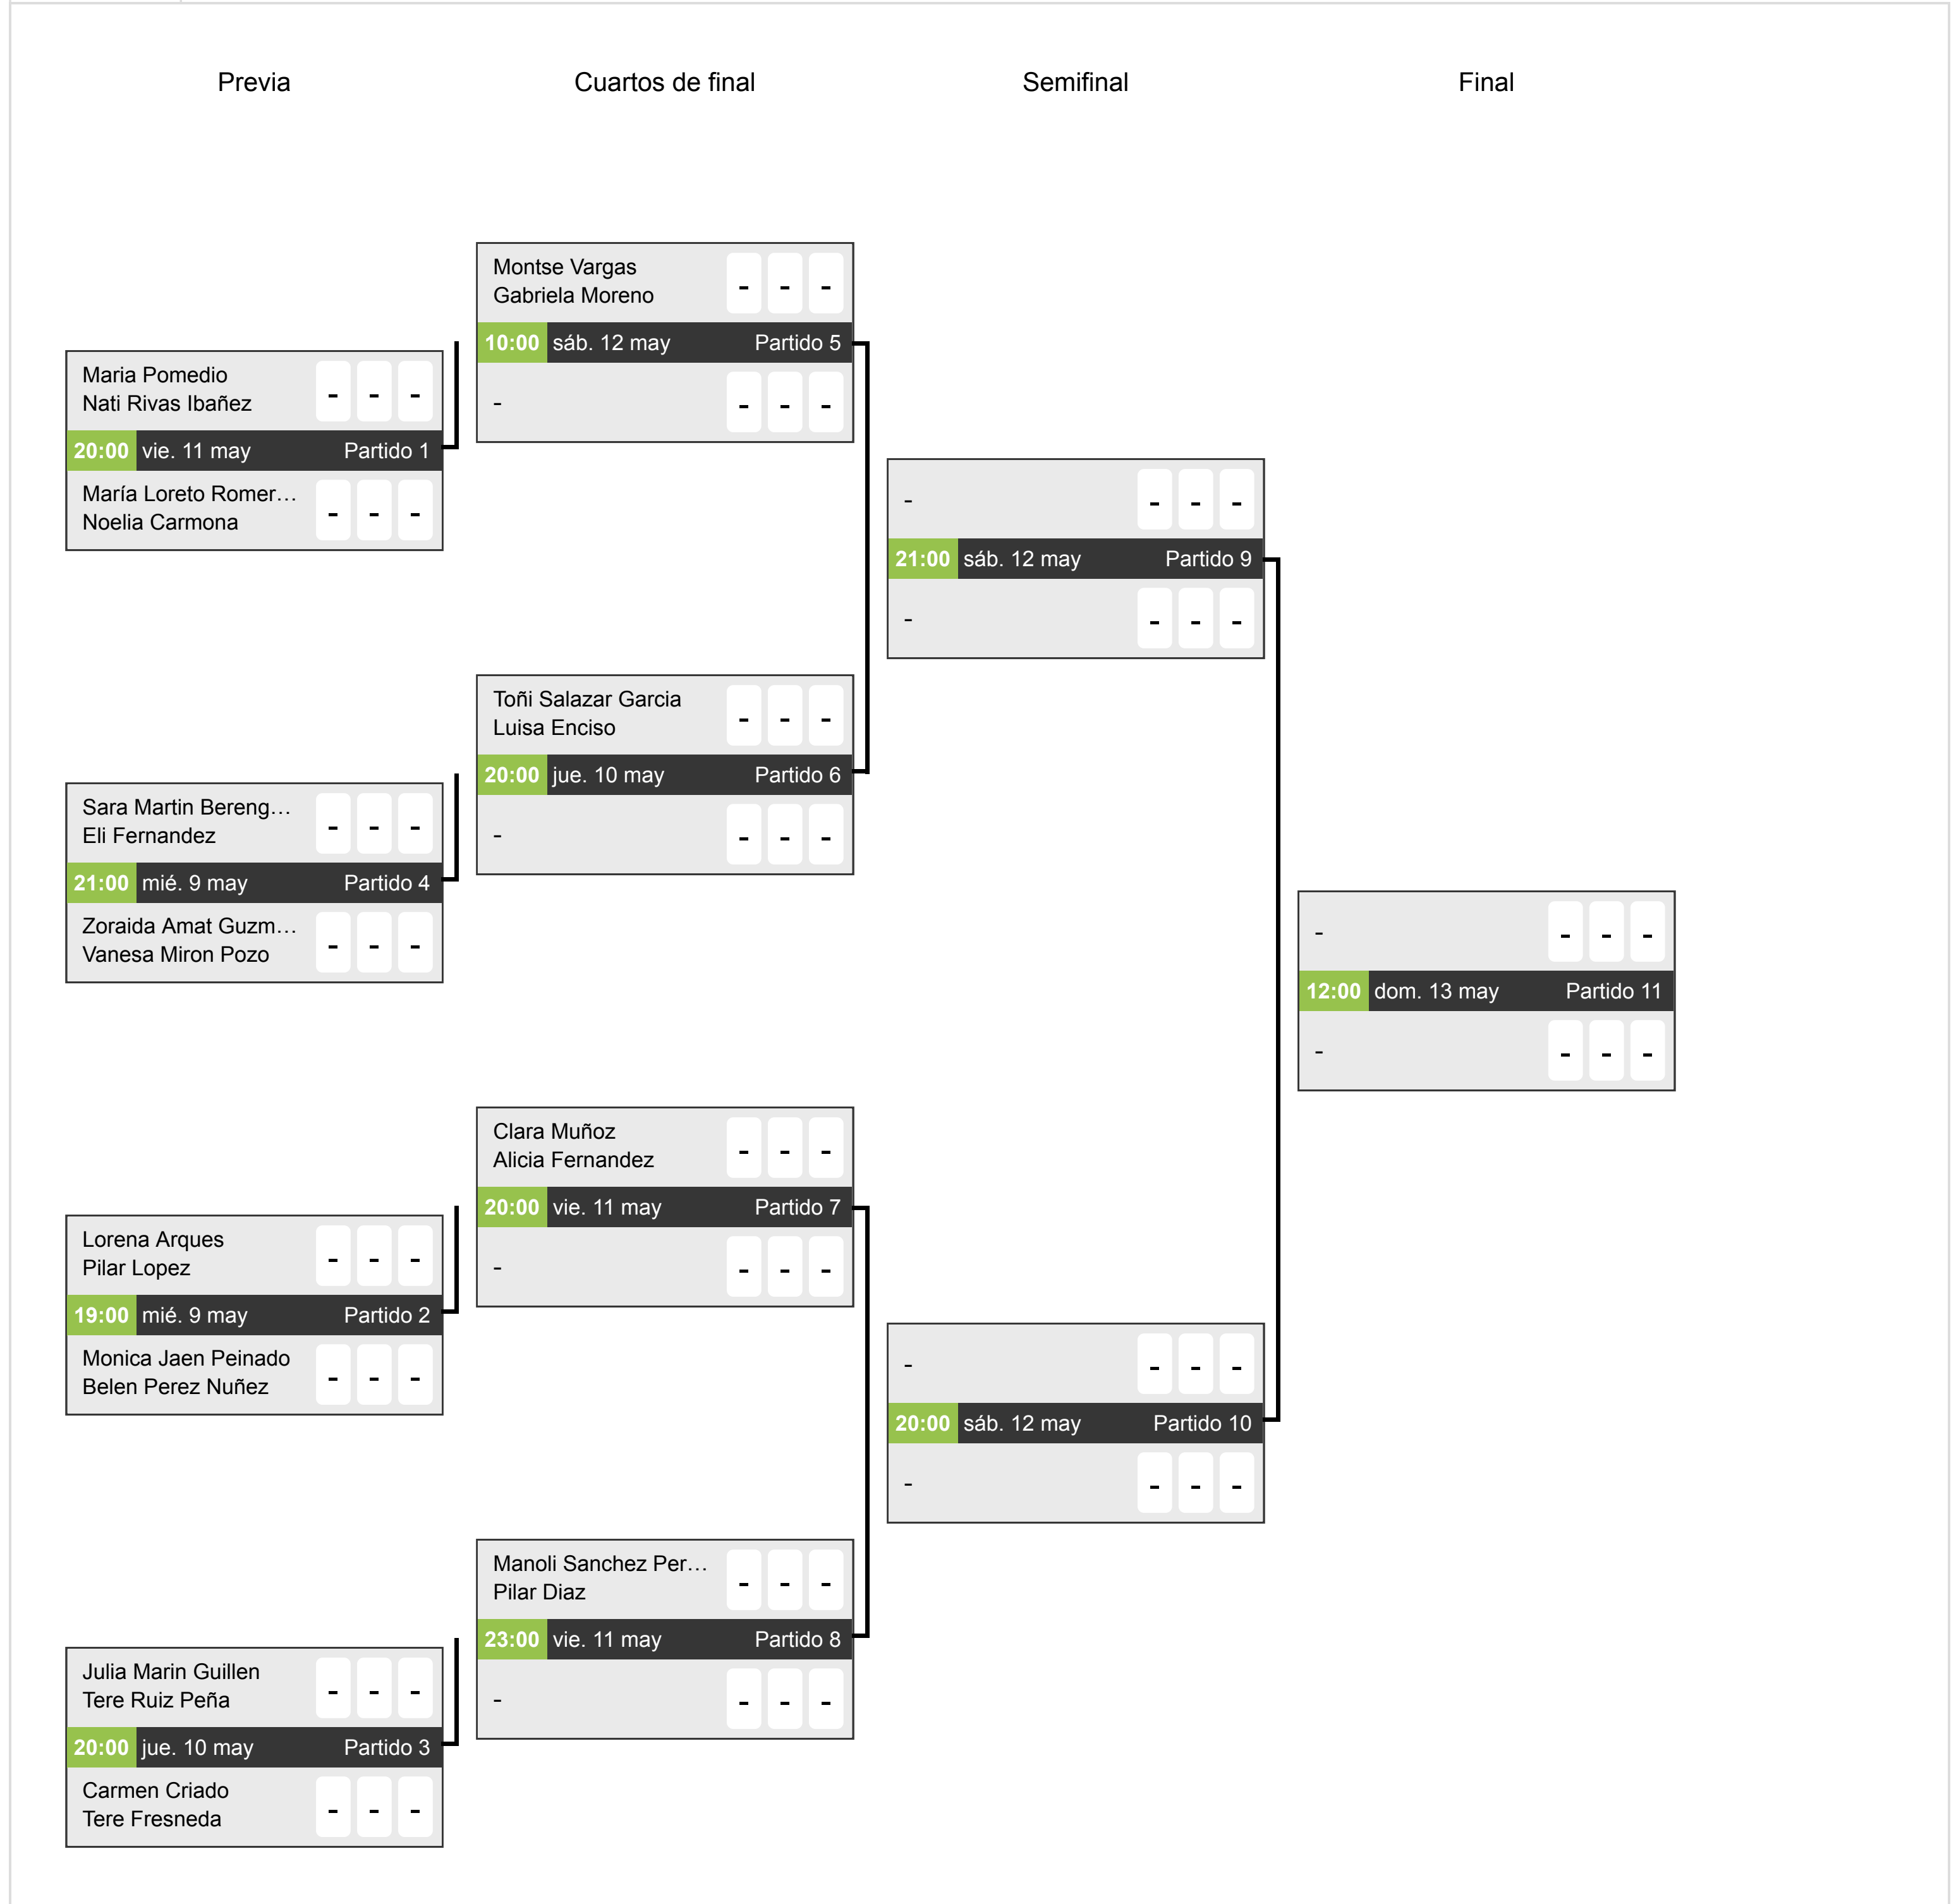 Previa
Cuartos de final
Semifinal
Final
Maria Pomedio
Nati Rivas Ibañez
- - -
20:00 vie. 11 may Partido 1
María Loreto Romer…
Noelia Carmona
- - -
Sara Martin Bereng…
Eli Fernandez
- - -
21:00 mié. 9 may Partido 4
Zoraida Amat Guzm…
Vanesa Miron Pozo
- - -
Lorena Arques
Pilar Lopez
- - -
19:00 mié. 9 may Partido 2
Monica Jaen Peinado
Belen Perez Nuñez
- - -
Julia Marin Guillen
Tere Ruiz Peña
- - -
20:00 jue. 10 may Partido 3
Carmen Criado
Tere Fresneda
- - -
Montse Vargas
Gabriela Moreno
- - -
10:00 sáb. 12 may Partido 5
- - - -
Toñi Salazar Garcia
Luisa Enciso
- - -
20:00 jue. 10 may Partido 6
- - - -
Clara Muñoz
Alicia Fernandez
- - -
20:00 vie. 11 may Partido 7
- - - -
Manoli Sanchez Per…
Pilar Diaz
- - -
23:00 vie. 11 may Partido 8
- - - -
- - - -
21:00 sáb. 12 may Partido 9
- - - -
- - - -
20:00 sáb. 12 may Partido 10
- - - -
- - - -
12:00 dom. 13 may Partido 11
- - - -